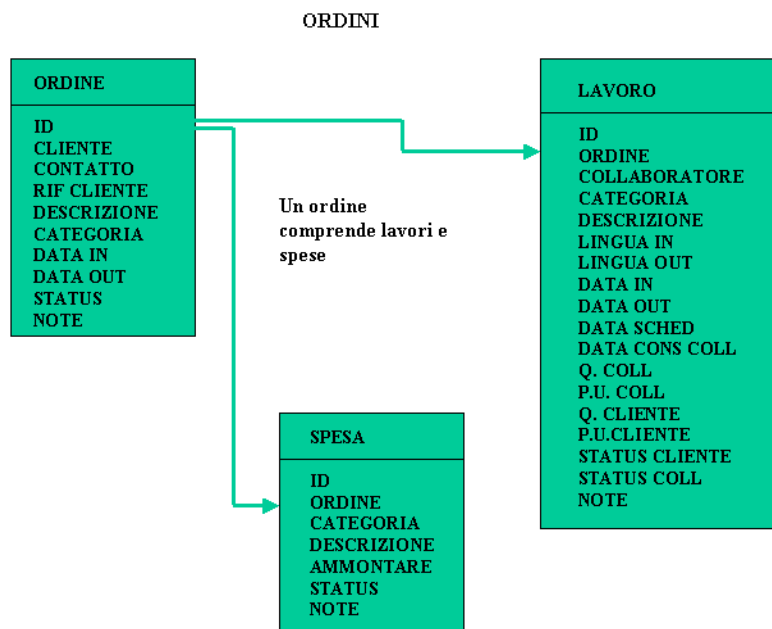 ORDINI
ORDINE
ID
CLIENTE
CONTATTO
RIF CLIENTE
DESCRIZIONE
CATEGORIA
DATA IN
DATA OUT
STATUS
NOTE
Un ordine
comprende lavori e
spese
LAVORO
ID
ORDINE
COLLABORATORE
CATEGORIA
DESCRIZIONE
LINGUA IN
LINGUA OUT
DATA IN
DATA OUT
DATA SCHED
DATA CONS COLL
Q. COLL
P.U. COLL
Q. CLIENTE
P.U.CLIENTE
STATUS CLIENTE
STATUS COLL
NOTE
SPESA
ID
ORDINE
CATEGORIA
DESCRIZIONE
AMMONTARE
STATUS
NOTE